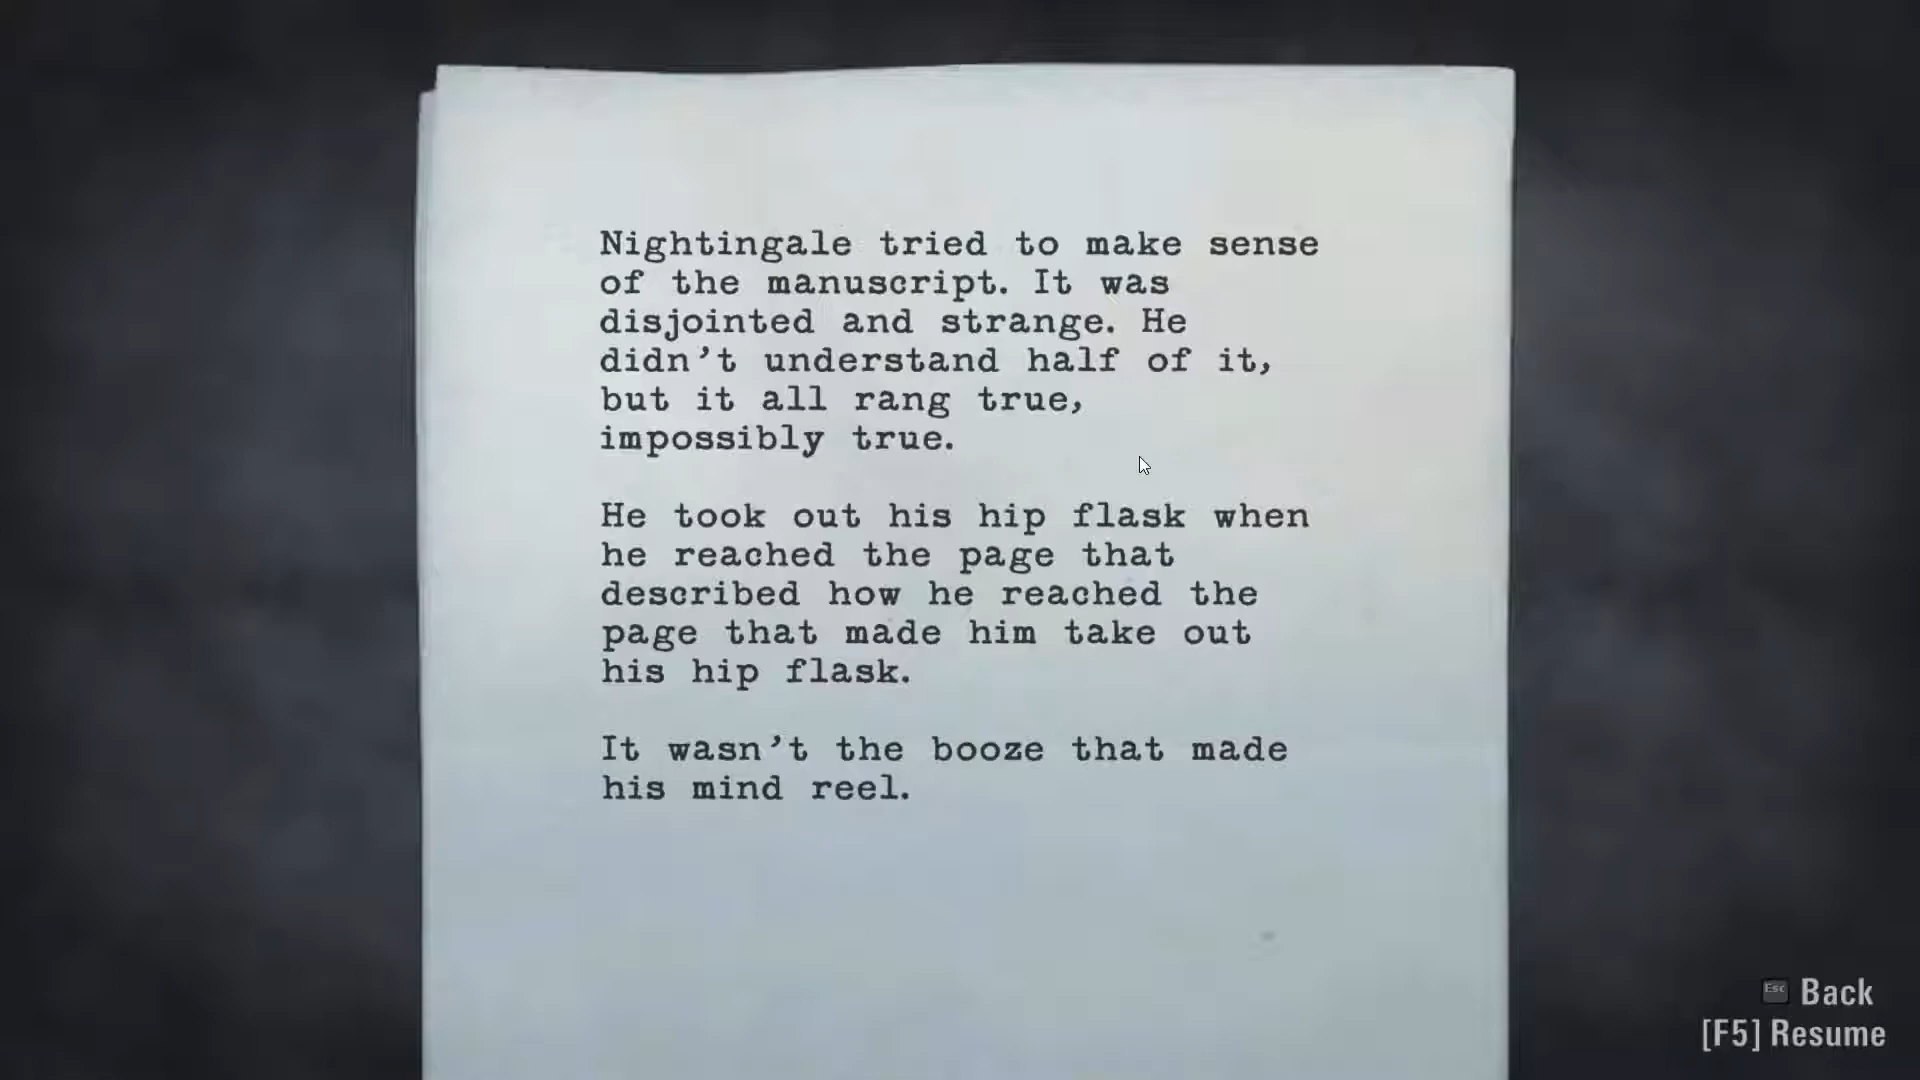 Nightingale tried to make sense
of the manuscript. It was
disjointed and strange. He
didn't understand half of it,
but it all rang true,
impossibly true.
He took out his hip flask when
he reached the page that
described how he reached the
page that made him take out
his hip flask.
It wasn't the booze that made
his mind reel.
Esc Back
[F5] Resume